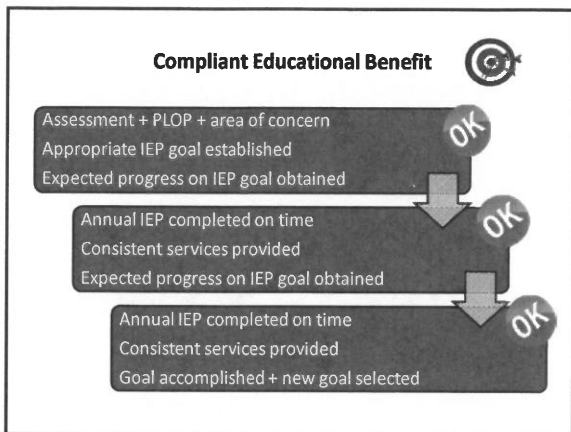 Compliant Educational Benefit
Assessment + PLOP + area of concern
Appropriate IEP goal established
Expected progress on IEP goal obtained
OK
Annual IEP completed on time
Consistent services provided
Expected progress on IEP goal obtained
OK
Annual IEP completed on time
Consistent services provided
Goal accomplished + new goal selected
OK